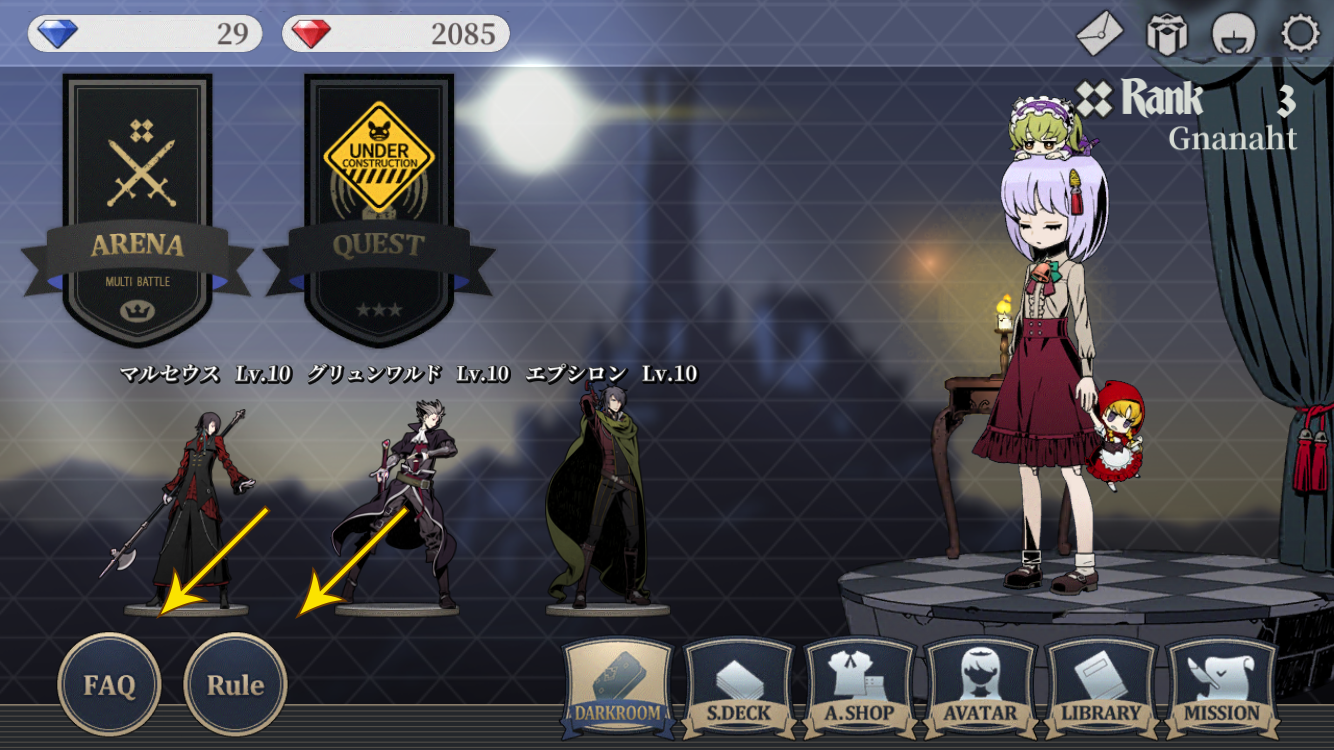 29
2085
Rank 3
Gnanaht
UNDER
CONSTRUCTION
ARENA
MULTI BATTLE
QUEST
マルセウス Lv.10 グリュンワルド Lv.10 エプシロン Lv.10
FAQ
Rule
DARKROOM
S.DECK
A.SHOP
AVATAR
LIBRARY
MISSION